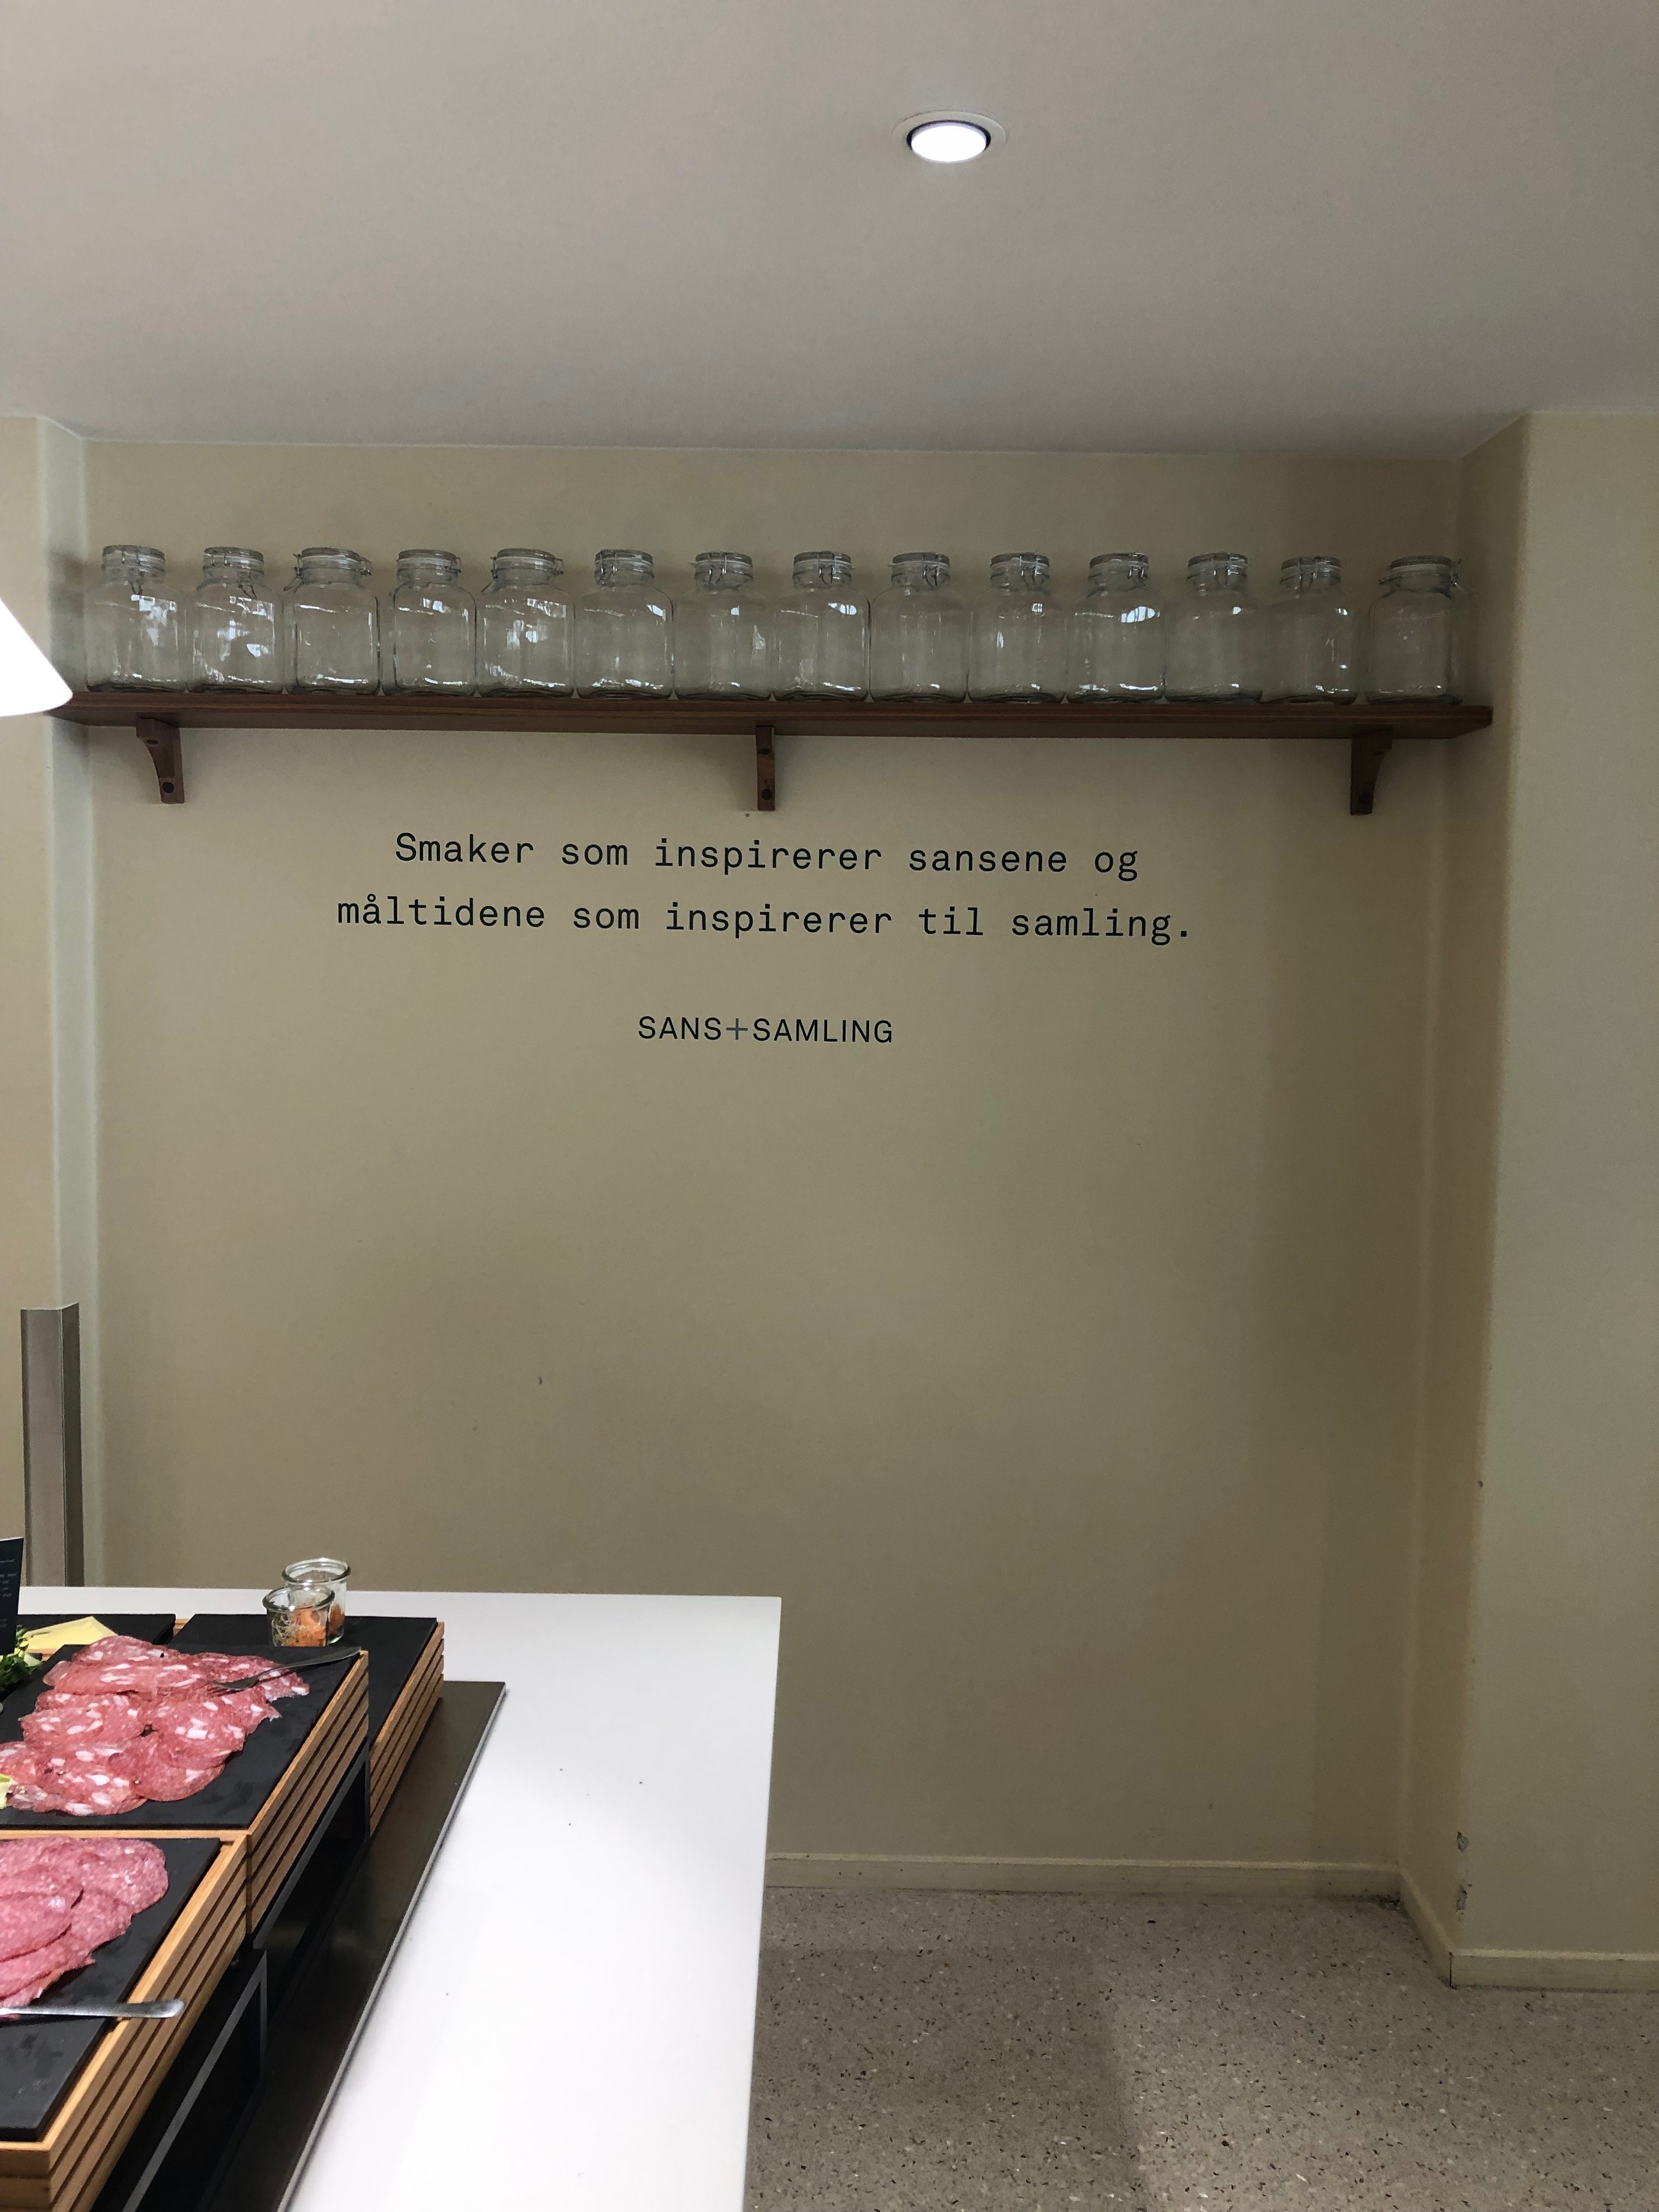 Smaker som inspirerer sansene og
måltidene som inspirerer til samling.
SANS+SAMLING